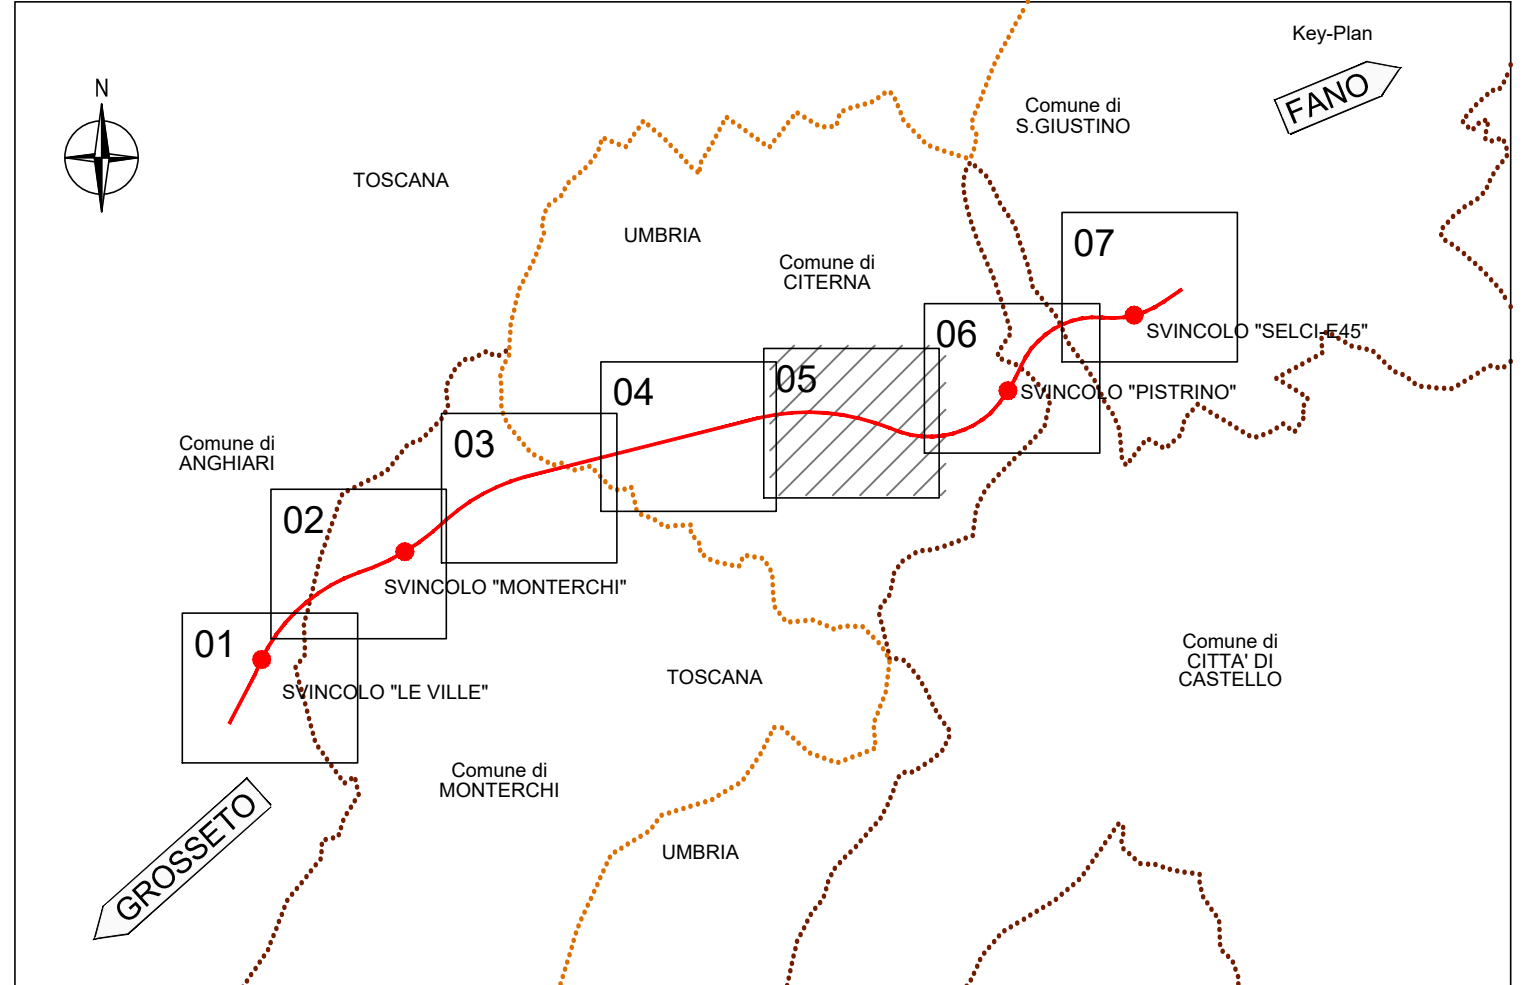 Key-Plan
N
FANO
Comune di
S.GIUSTINO
TOSCANA
UMBRIA
Comune di
CITERNA
07
SVINCOLO "SELCI-E45"
06
SVINCOLO "PISTRINO"
05
04
03
Comune di
ANGHIARI
02
SVINCOLO "MONTERCHI"
01
SVINCOLO "LE VILLE"
TOSCANA
Comune di
CITTA' DI
CASTELLO
Comune di
MONTERCHI
UMBRIA
GROSSETO